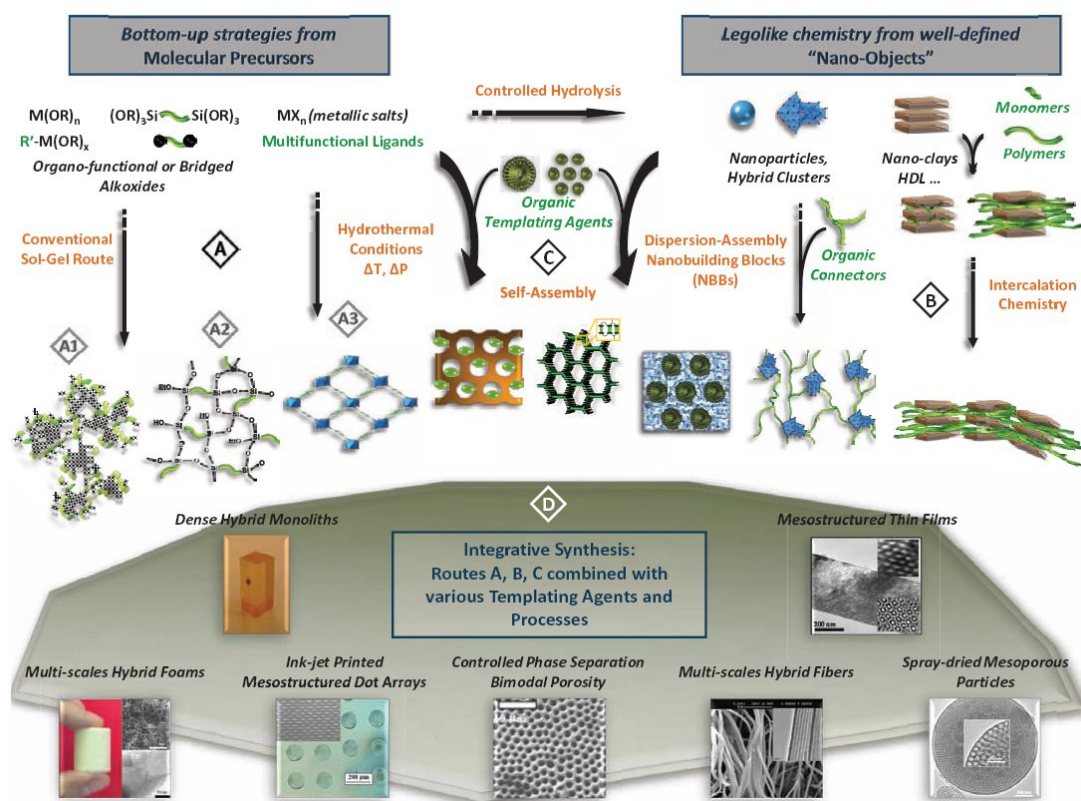 Bottom-up strategies from
Molecular Precursors
Legolike chemistry from well-defined
“Nano-Objects”
M(OR)n
(OR)3Si
Si(OR)3
R'-M(OR)x
Organo-functional or Bridged
Alkoxides
MXn (metallic salts)
Multifunctional Ligands
Controlled Hydrolysis
Organic
Templating Agents
Nanoparticles,
Hybrid Clusters
Nano-clays
HDL ...
Monomers
Polymers
Conventional
Sol-Gel Route
A
Hydrothermal
Conditions
ΔT, ΔP
C
Self-Assembly
Dispersion-Assembly
Nanobuilding Blocks
(NBBs)
Organic
Connectors
B
Intercalation
Chemistry
A1
A2
A3
D
Dense Hybrid Monoliths
Integrative Synthesis:
Routes A, B, C combined with
various Templating Agents and
Processes
Mesostructured Thin Films
200 nm
Multi-scales Hybrid Foams
Ink-jet Printed
Mesostructured Dot Arrays
200 µm
Controlled Phase Separation
Bimodal Porosity
Multi-scales Hybrid Fibers
Spray-dried Mesoporous
Particles